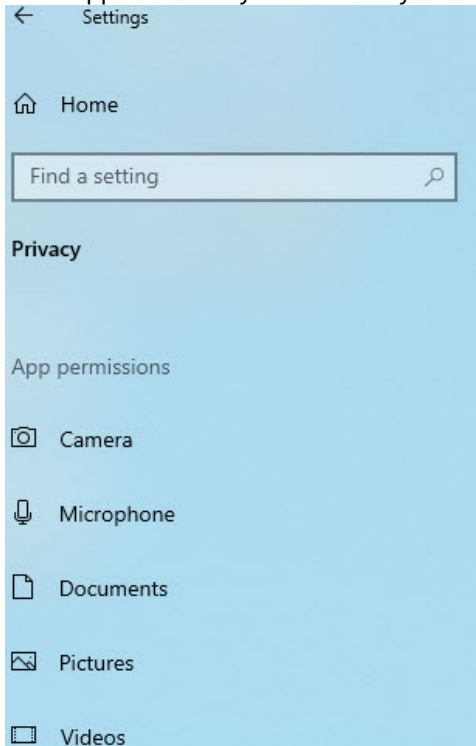 Settings
Home
Find a setting
Privacy
App permissions
Camera
Microphone
Documents
Pictures
Videos